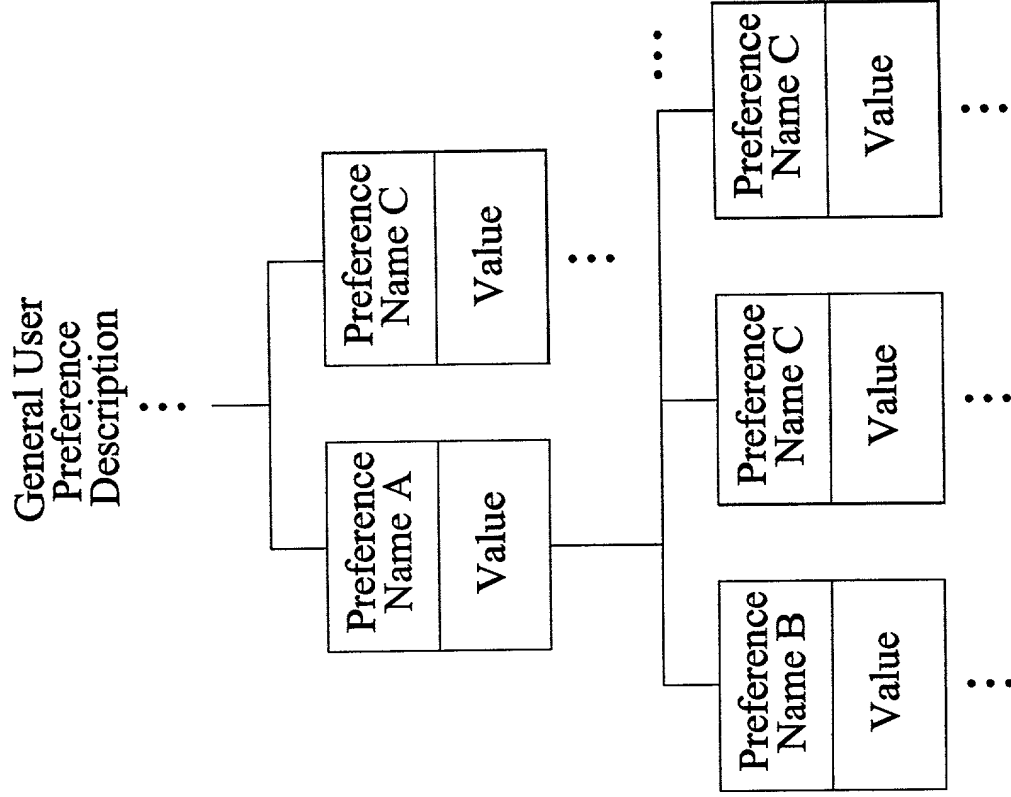 General User
Preference
Description
Preference
Name A
Value
Preference
Name C
Value
Preference
Name B
Value
Preference
Name C
Value
Preference
Name C
Value